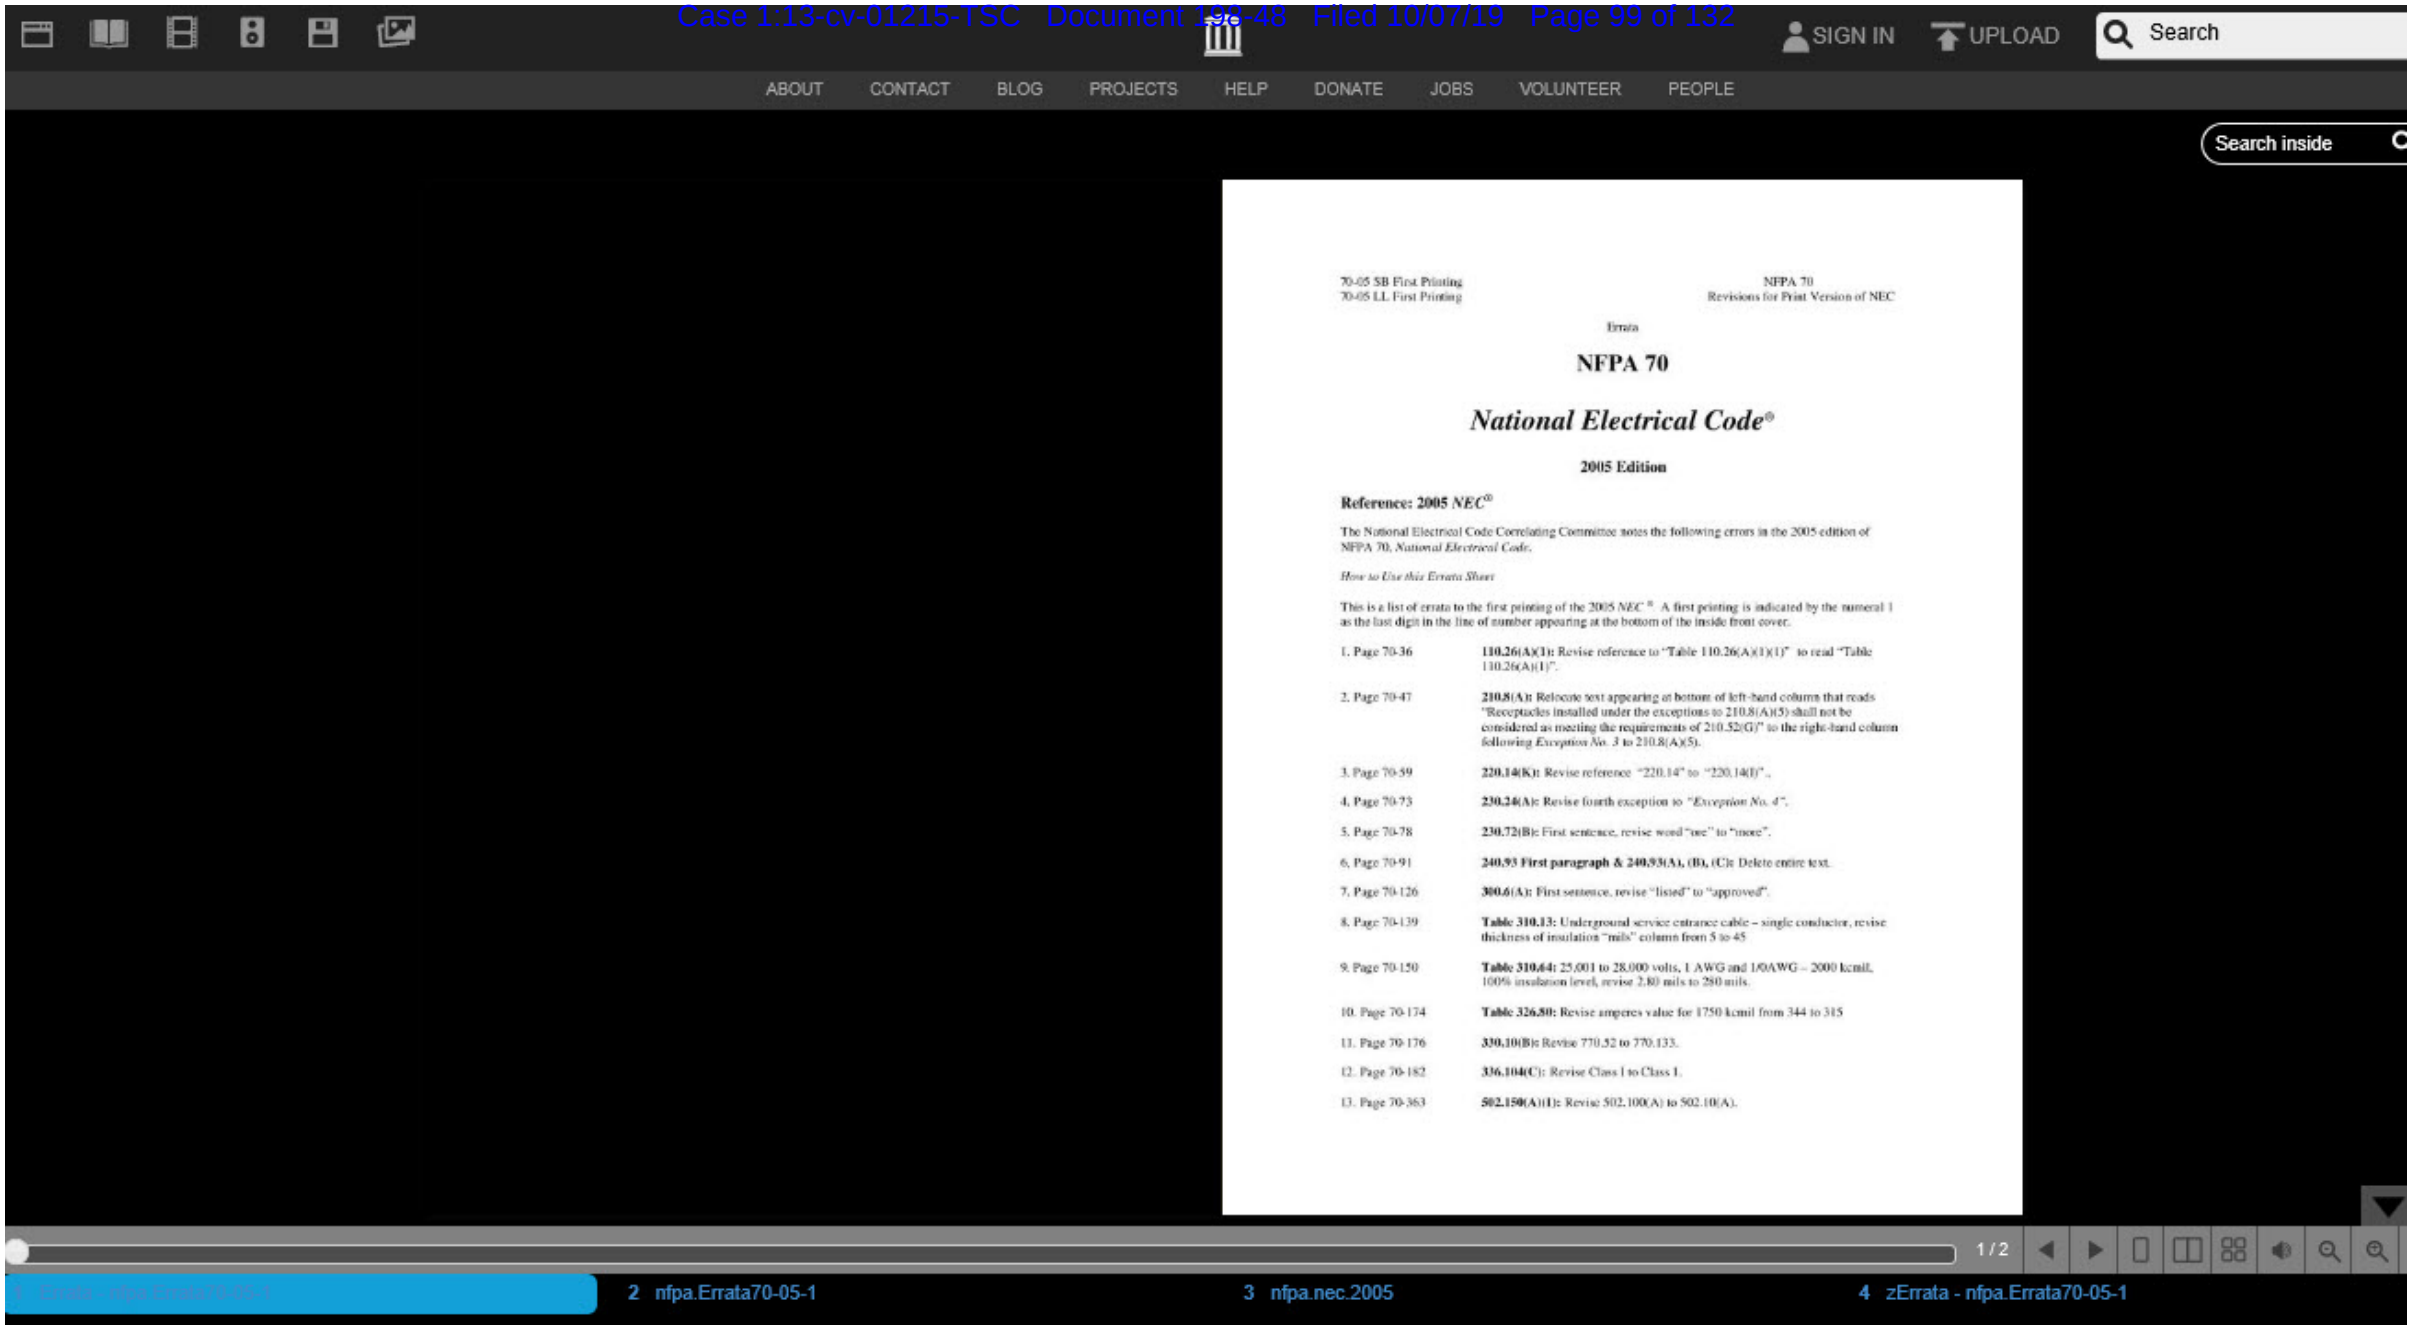 Case 1:13-cv-01215-TSC Document 198-48 Filed 10/07/19 Page 99 of 132
SIGN IN UPLOAD Search
ABOUT CONTACT BLOG PROJECTS HELP DONATE JOBS VOLUNTEER PEOPLE
Search inside
70-05 SB First Printing NFPA 70
70-05 LL First Printing Revisions for Print Version of NEC
Errata
NFPA 70
National Electrical Code®
2005 Edition
Reference: 2005 NEC®
The National Electrical Code Correlating Committee notes the following errors in the 2005 edition of
NFPA 70, National Electrical Code.
How to Use this Errata Sheet
This is a list of errata to the first printing of the 2005 NEC ® A first printing is indicated by the numeral 1
as the last digit in the line of number appearing at the bottom of the inside front cover.
1. Page 70-36 110.26(A)(1): Revise reference to “Table 110.26(A)(1)(1)” to read “Table
110.26(A)(1)”.
2. Page 70-47 210.8(A): Relocate text appearing at bottom of left-hand column that reads
“Receptacles installed under the exceptions to 210.8(A)(5) shall not be
considered as meeting the requirements of 210.52(G)” to the right-hand column
following Exception No. 3 to 210.8(A)(5).
3. Page 70-59 220.14(K): Revise reference “220.14” to “220.14(I)”.,
4. Page 70-73 230.24(A): Revise fourth exception to “Exception No. 4”.
5. Page 70-78 230.72(B): First sentence, revise word “ore” to “more”.
6. Page 70-91 240.93 First paragraph & 240.93(A), (B), (C): Delete entire text.
7. Page 70-126 300.6(A): First sentence, revise “listed” to “approved”.
8. Page 70-139 Table 310.13: Underground service entrance cable – single conductor, revise
thickness of insulation “mils” column from 5 to 45
9. Page 70-150 Table 310.64: 25,001 to 28,000 volts, 1 AWG and 1/0AWG – 2000 kcmil,
100% insulation level, revise 2.80 mils to 280 mils.
10. Page 70-174 Table 326.80: Revise amperes value for 1750 kcmil from 344 to 315
11. Page 70-176 330.10(B): Revise 770.52 to 770.133.
12. Page 70-182 336.104(C): Revise Class I to Class 1.
13. Page 70-363 502.150(A)(1): Revise 502.100(A) to 502.10(A).
1 / 2
1 Errata - nfpa.Errata70-05-1 2 nfpa.Errata70-05-1 3 nfpa.nec.2005 4 zErrata - nfpa.Errata70-05-1